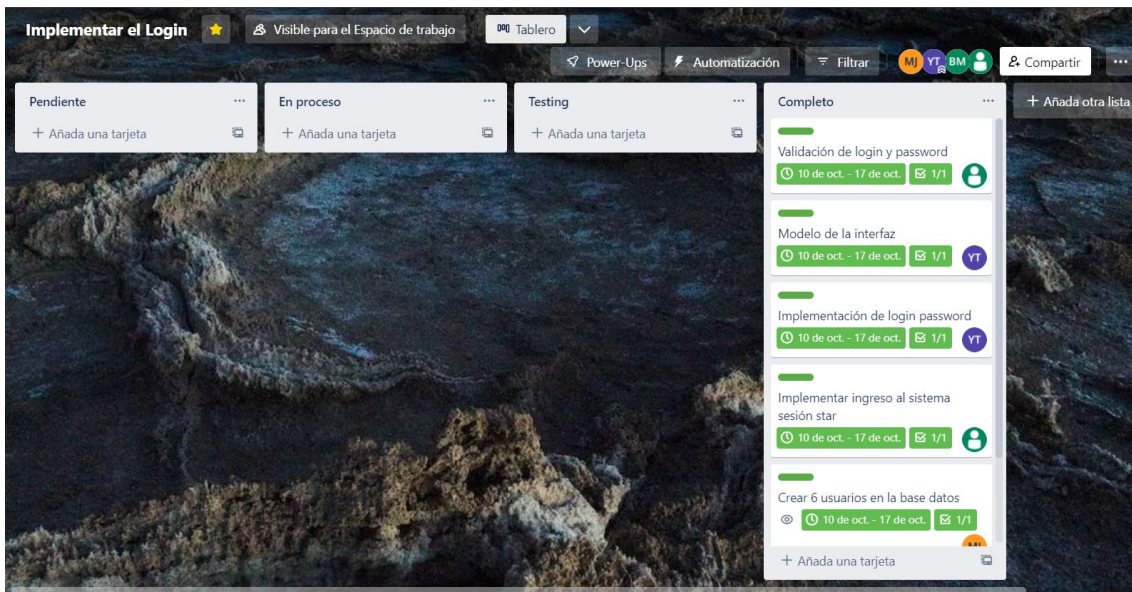 Implementar el Login
Visible para el Espacio de trabajo
Tablero
Power-Ups
Automatización
Filtrar
MJ
YT
BM
Compartir
Pendiente
Añada una tarjeta
En proceso
Añada una tarjeta
Testing
Añada una tarjeta
Completo
Validación de login y password
10 de oct. - 17 de oct. 1/1
Modelo de la interfaz
10 de oct. - 17 de oct. 1/1 YT
Implementación de login password
10 de oct. - 17 de oct. 1/1 YT
Implementar ingreso al sistema
sesión star
10 de oct. - 17 de oct. 1/1
Crear 6 usuarios en la base datos
10 de oct. - 17 de oct. 1/1
MJ
Añada una tarjeta
Añada otra lista